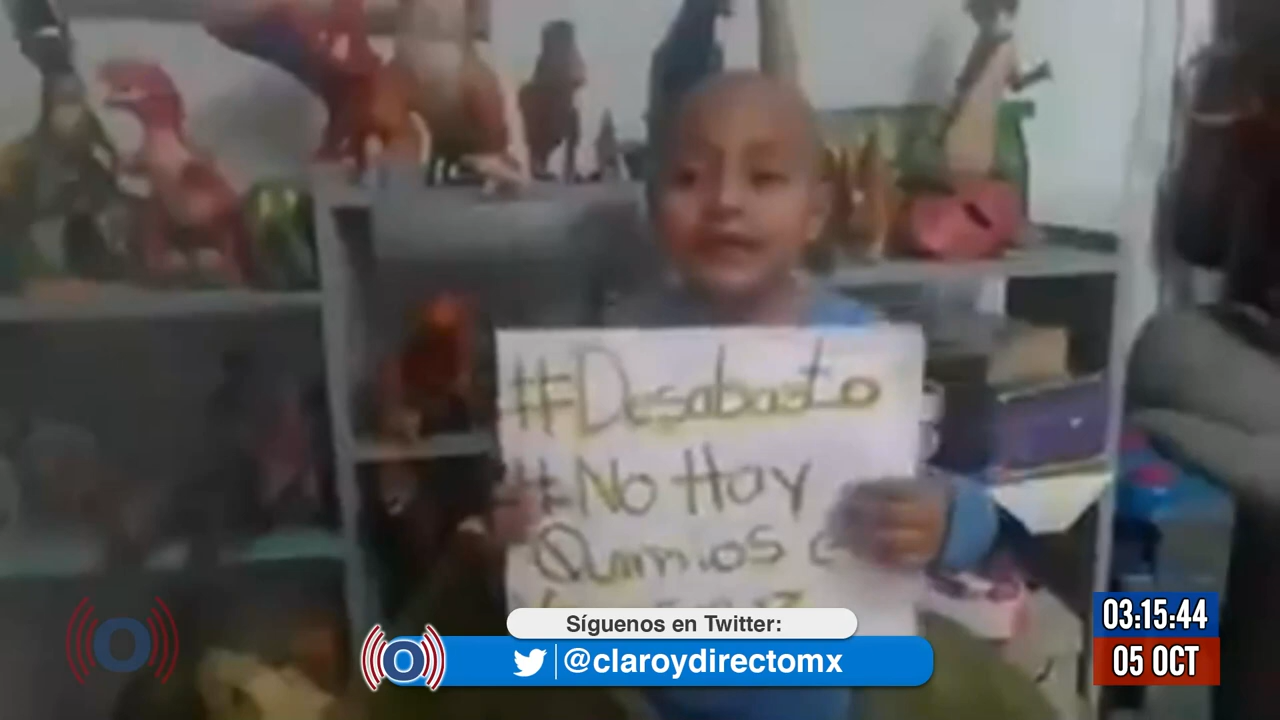 #Desabasto
#No Hay
Quimios
Síguenos en Twitter:
@claroydirectomx
03:15:44
05 OCT